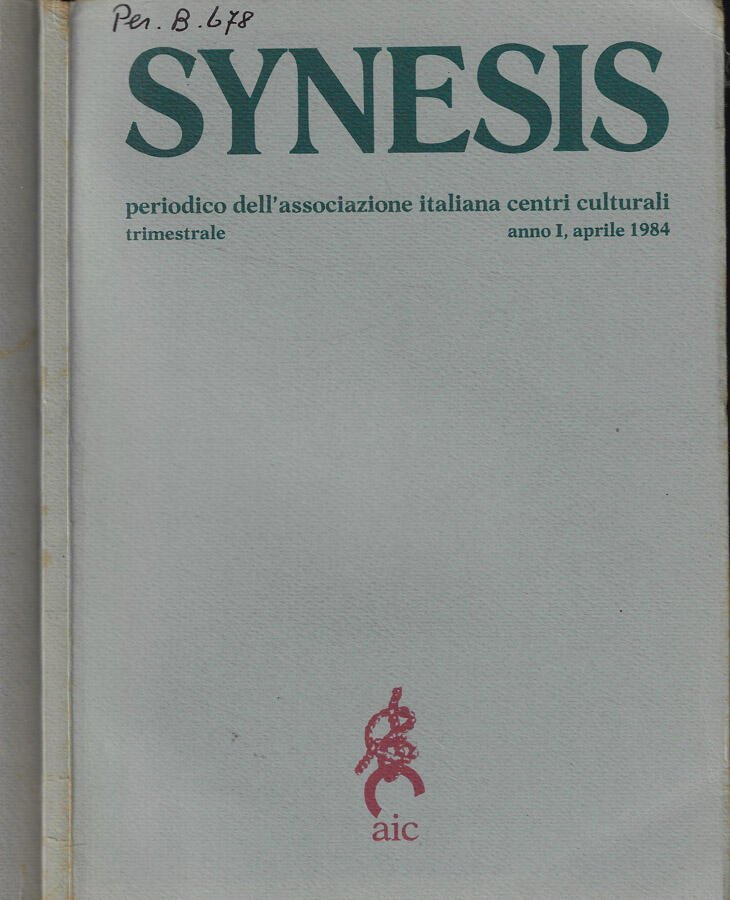 Per. B. 678
SYNESIS
periodico dell'associazione italiana centri culturali
trimestrale anno I, aprile 1984
aic